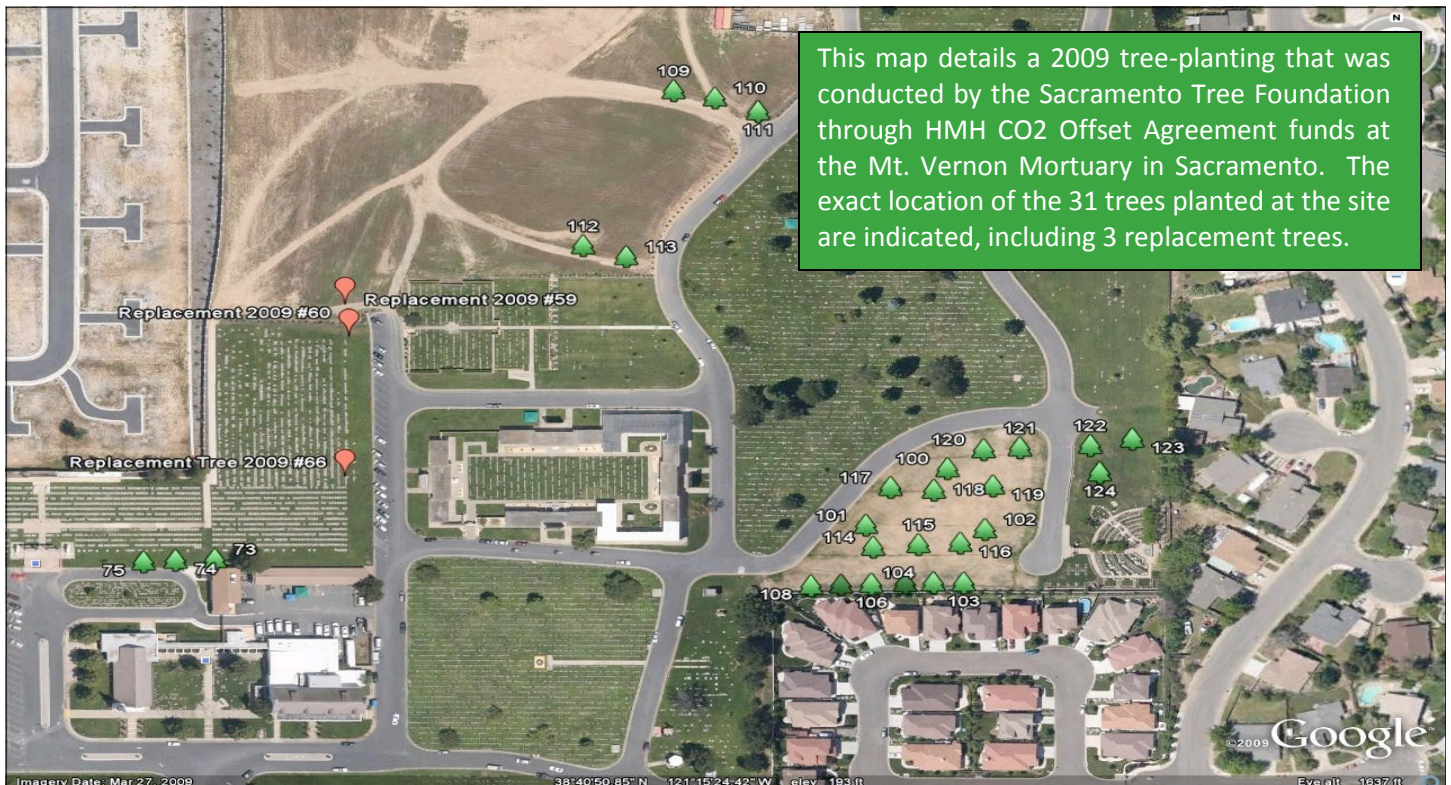 N
This map details a 2009 tree-planting that was
conducted by the Sacramento Tree Foundation
through HMH CO2 Offset Agreement funds at
the Mt. Vernon Mortuary in Sacramento. The
exact location of the 31 trees planted at the site
are indicated, including 3 replacement trees.
109
110
111
112
113
Replacement 2009 #59
Replacement 2009 #60
Replacement Tree 2009 #66
120
121
122
123
100
124
117
118
119
101
115
102
114
116
73
74
75
104
108
106
103
©2009 Google
Imagery Date: Mar 27, 2009
38°40'50.85" N 121°15'24.42" W elev 193 ft
Eye alt 1637 ft